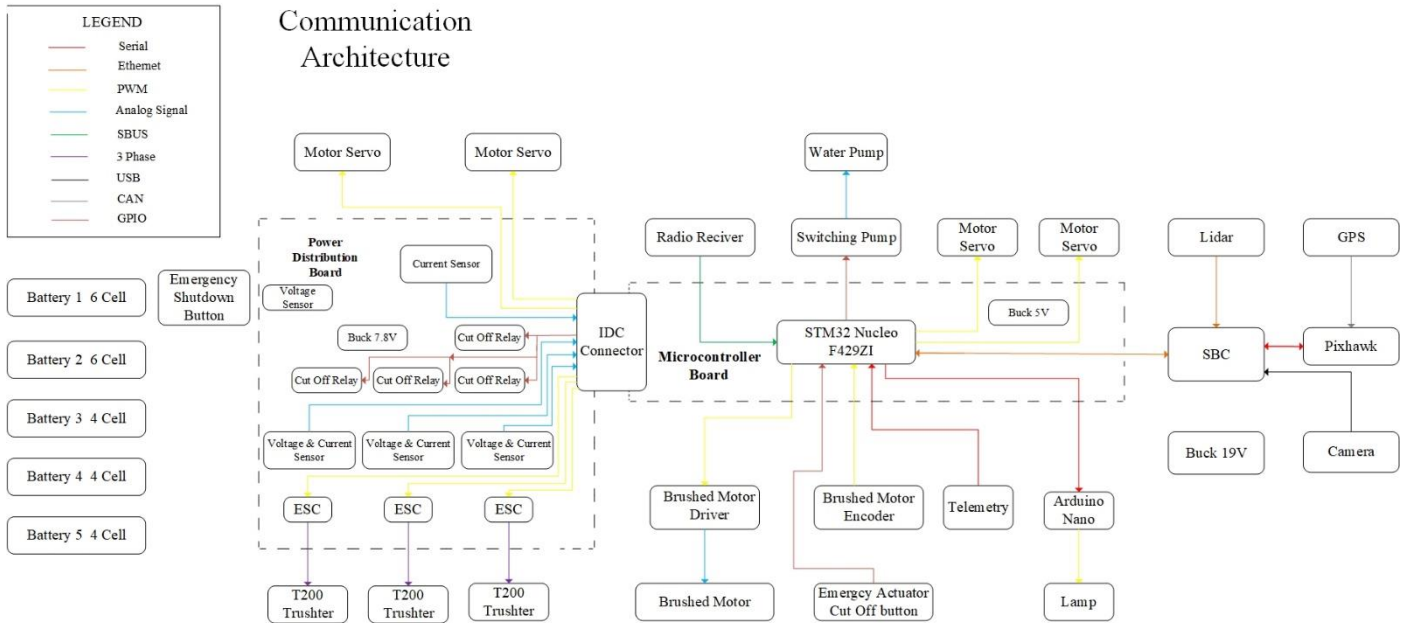 Communication
Architecture
LEGEND
Serial
Ethernet
PWM
Analog Signal
SBUS
3 Phase
USB
CAN
GPIO
Motor Servo
Motor Servo
Water Pump
Power
Distribution
Board
Current Sensor
Radio Reciver
Switching Pump
Motor
Servo
Motor
Servo
Lidar
GPS
Battery 1 6 Cell
Emergency
Shutdown
Button
Voltage
Sensor
Buck 7.8V
Cut Off Relay
IDC
Connector
Buck 5V
STM32 Nucleo
F429ZI
Microcontroller
Board
SBC
Pixhawk
Battery 2 6 Cell
Cut Off Relay
Cut Off Relay
Cut Off Relay
Battery 3 4 Cell
Voltage & Current
Sensor
Voltage & Current
Sensor
Voltage & Current
Sensor
Buck 19V
Camera
Battery 4 4 Cell
ESC
ESC
ESC
Brushed Motor
Driver
Brushed Motor
Encoder
Telemetry
Arduino
Nano
Battery 5 4 Cell
T200
Trushter
T200
Trushter
T200
Trushter
Brushed Motor
Emergcy Actuator
Cut Off button
Lamp